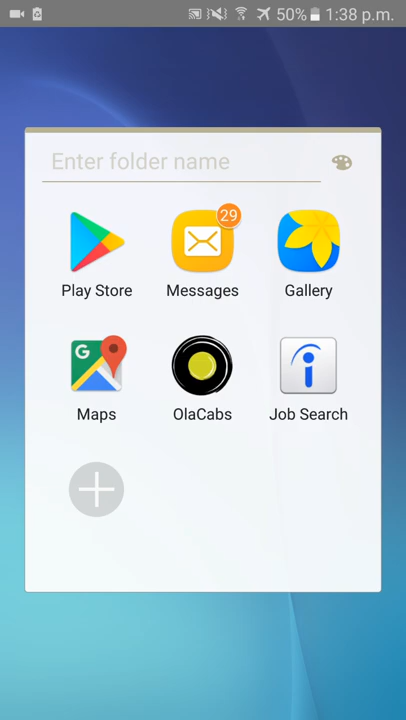 50% 1:38 p.m.
Enter folder name
29
Play Store Messages Gallery
G
Maps OlaCabs Job Search